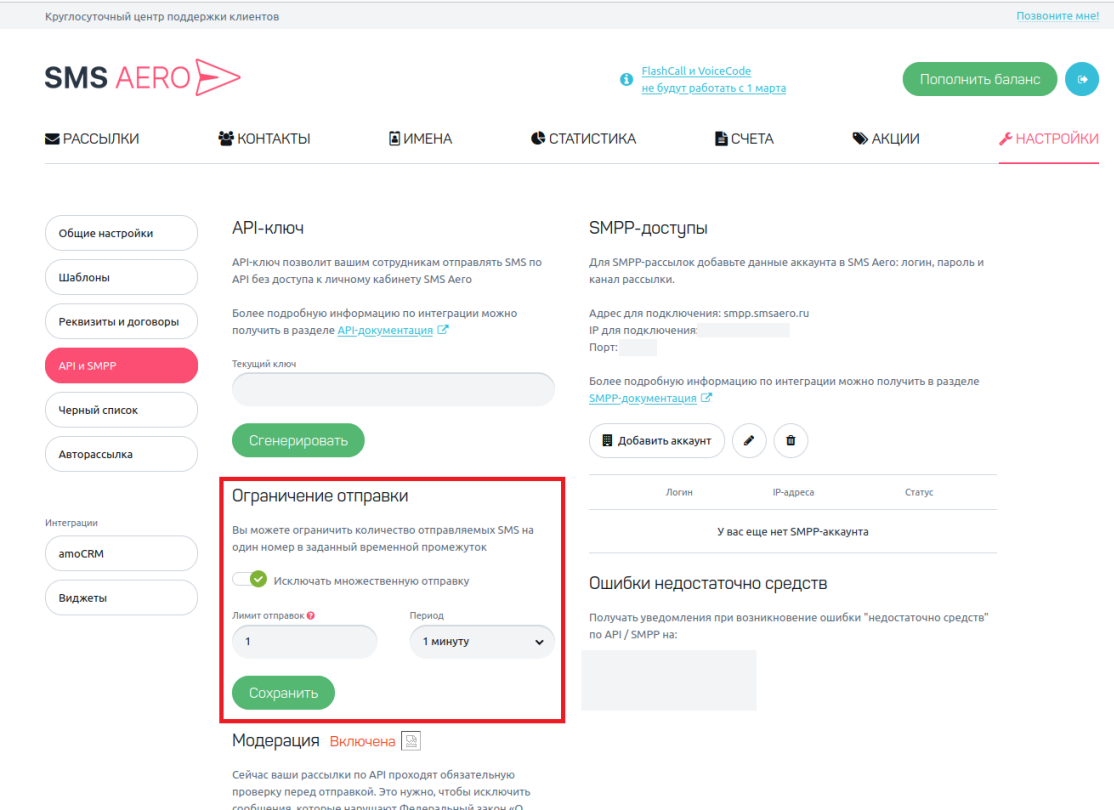 Круглосуточный центр поддержки клиентов
Позвоните мне!
SMS AERO
FlashCall и VoiceCode
не будут работать с 1 марта
Пополнить баланс
РАССЫЛКИ
КОНТАКТЫ
ИМЕНА
СТАТИСТИКА
СЧЕТА
АКЦИИ
НАСТРОЙКИ
Общие настройки
Шаблоны
Реквизиты и договоры
API и SMPP
Черный список
Авторассылка
Интеграции
amoCRM
Виджеты
API-ключ
API-ключ позволит вашим сотрудникам отправлять SMS по
API без доступа к личному кабинету SMS Aero
Более подробную информацию по интеграции можно
получить в разделе API-документация
Текущий ключ
Сгенерировать
Ограничение отправки
Вы можете ограничить количество отправляемых SMS на
один номер в заданный временной промежуток
Исключать множественную отправку
Лимит отправок
Период
1
1 минуту
Сохранить
Модерация Включена
Сейчас ваши рассылки по API проходят обязательную
проверку перед отправкой. Это нужно, чтобы исключить
сообщения, которые нарушают Федеральный закон «О
SMPP-доступы
Для SMPP-рассылок добавьте данные аккаунта в SMS Aero: логин, пароль и
канал рассылки.
Адрес для подключения: smpp.smsaero.ru
IP для подключения:
Порт:
Более подробную информацию по интеграции можно получить в разделе
SMPP-документация
Добавить аккаунт
Логин
IP-адреса
Статус
У вас еще нет SMPP-аккаунта
Ошибки недостаточно средств
Получать уведомления при возникновение ошибки "недостаточно средств"
по API / SMPP на: